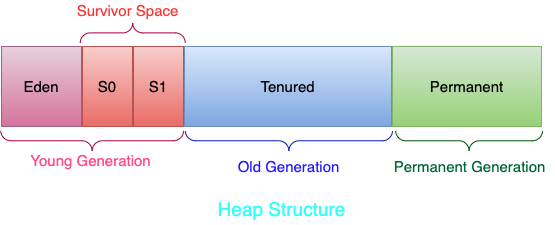 Survivor Space
Eden
S0
S1
Tenured
Permanent
Young Generation
Old Generation
Permanent Generation
Heap Structure